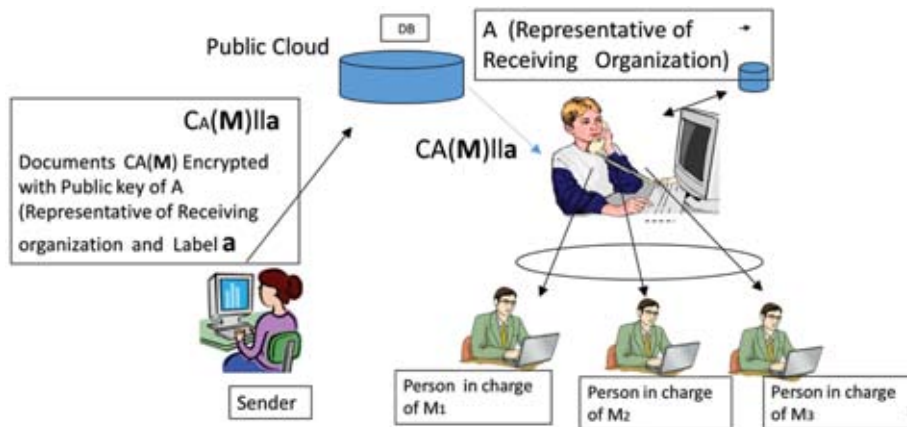 DB
Public Cloud
A (Representative of
Receiving Organization)
CA(M)lla
Documents CA(M) Encrypted
with Public key of A
(Representative of Receiving
organization and Label a
CA(M)lla
Sender
Person in charge
of M1
Person in charge
of M2
Person in charge
of M3